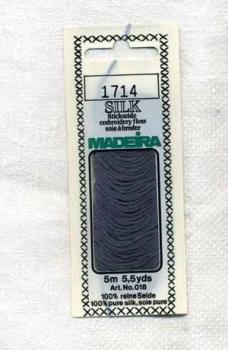 1714
SILK
Stickseide
embroidery floss
soie à broder
MADEIRA
5m 5,5yds
Art. No. 018
100% reine Seide
100% pure silk, soie pure